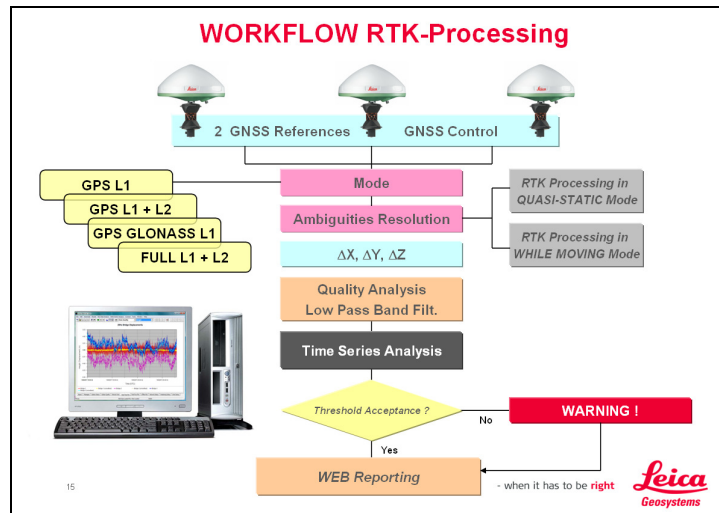 WORKFLOW RTK-Processing
2 GNSS References
GNSS Control
GPS L1
GPS L1 + L2
GPS GLONASS L1
FULL L1 + L2
Mode
Ambiguities Resolution
RTK Processing in
QUASI-STATIC Mode
RTK Processing in
WHILE MOVING Mode
ΔX, ΔY, ΔZ
Quality Analysis
Low Pass Band Filt.
Time Series Analysis
Threshold Acceptance ?
No
WARNING !
Yes
WEB Reporting
15
- when it has to be right
Leica
Geosystems